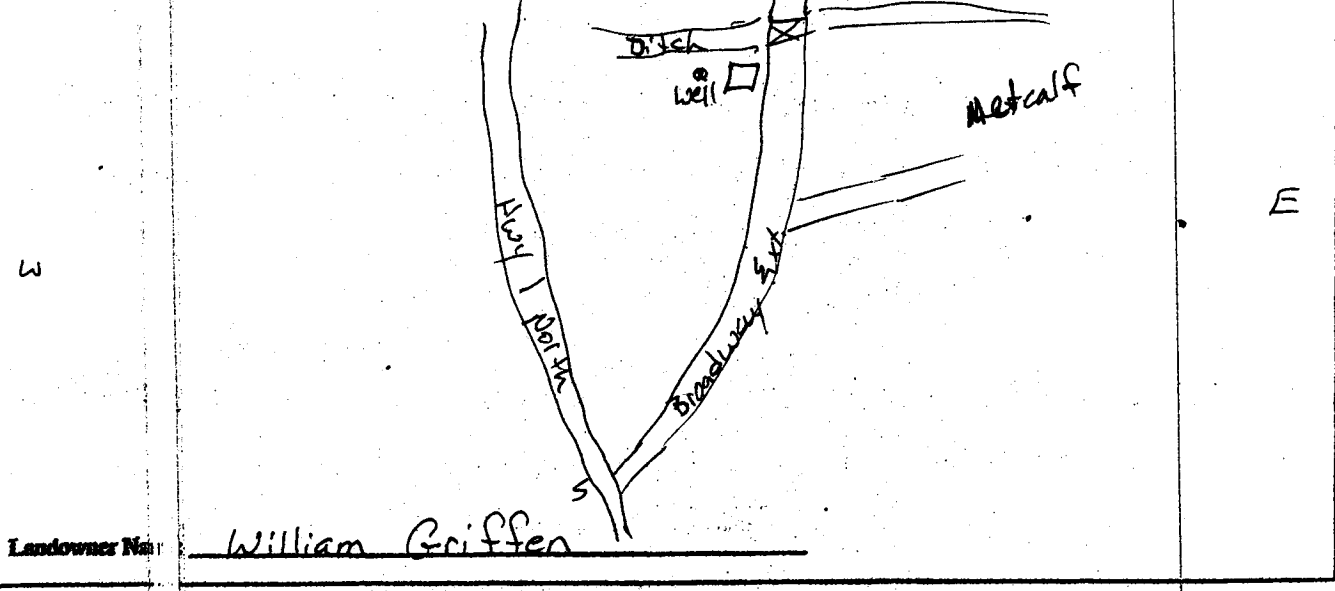 Ditch
Well
Metcalf
E
W
Hwy 1 North
Broadway Ext
S
Landowner Na
William Griffen